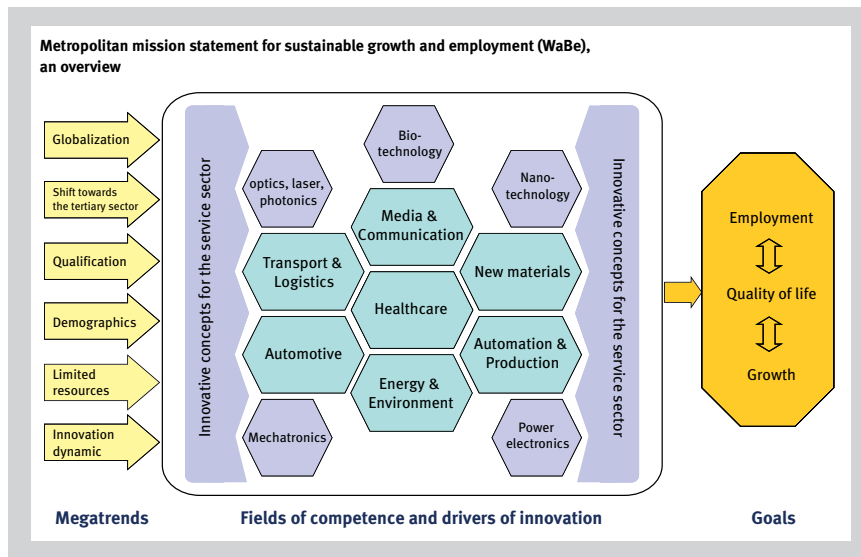 Metropolitan mission statement for sustainable growth and employment (WaBe),
an overview
Globalization
Shift towards
the tertiary sector
Qualification
Demographics
Limited
resources
Innovation
dynamic
Innovative concepts for the service sector
Bio-
technology
optics, laser,
photonics
Nano-
technology
Media &
Communication
Transport &
Logistics
New materials
Healthcare
Automotive
Automation &
Production
Energy &
Environment
Mechatronics
Power
electronics
Innovative concepts for the service sector
Employment
Quality of life
Growth
Megatrends
Fields of competence and drivers of innovation
Goals